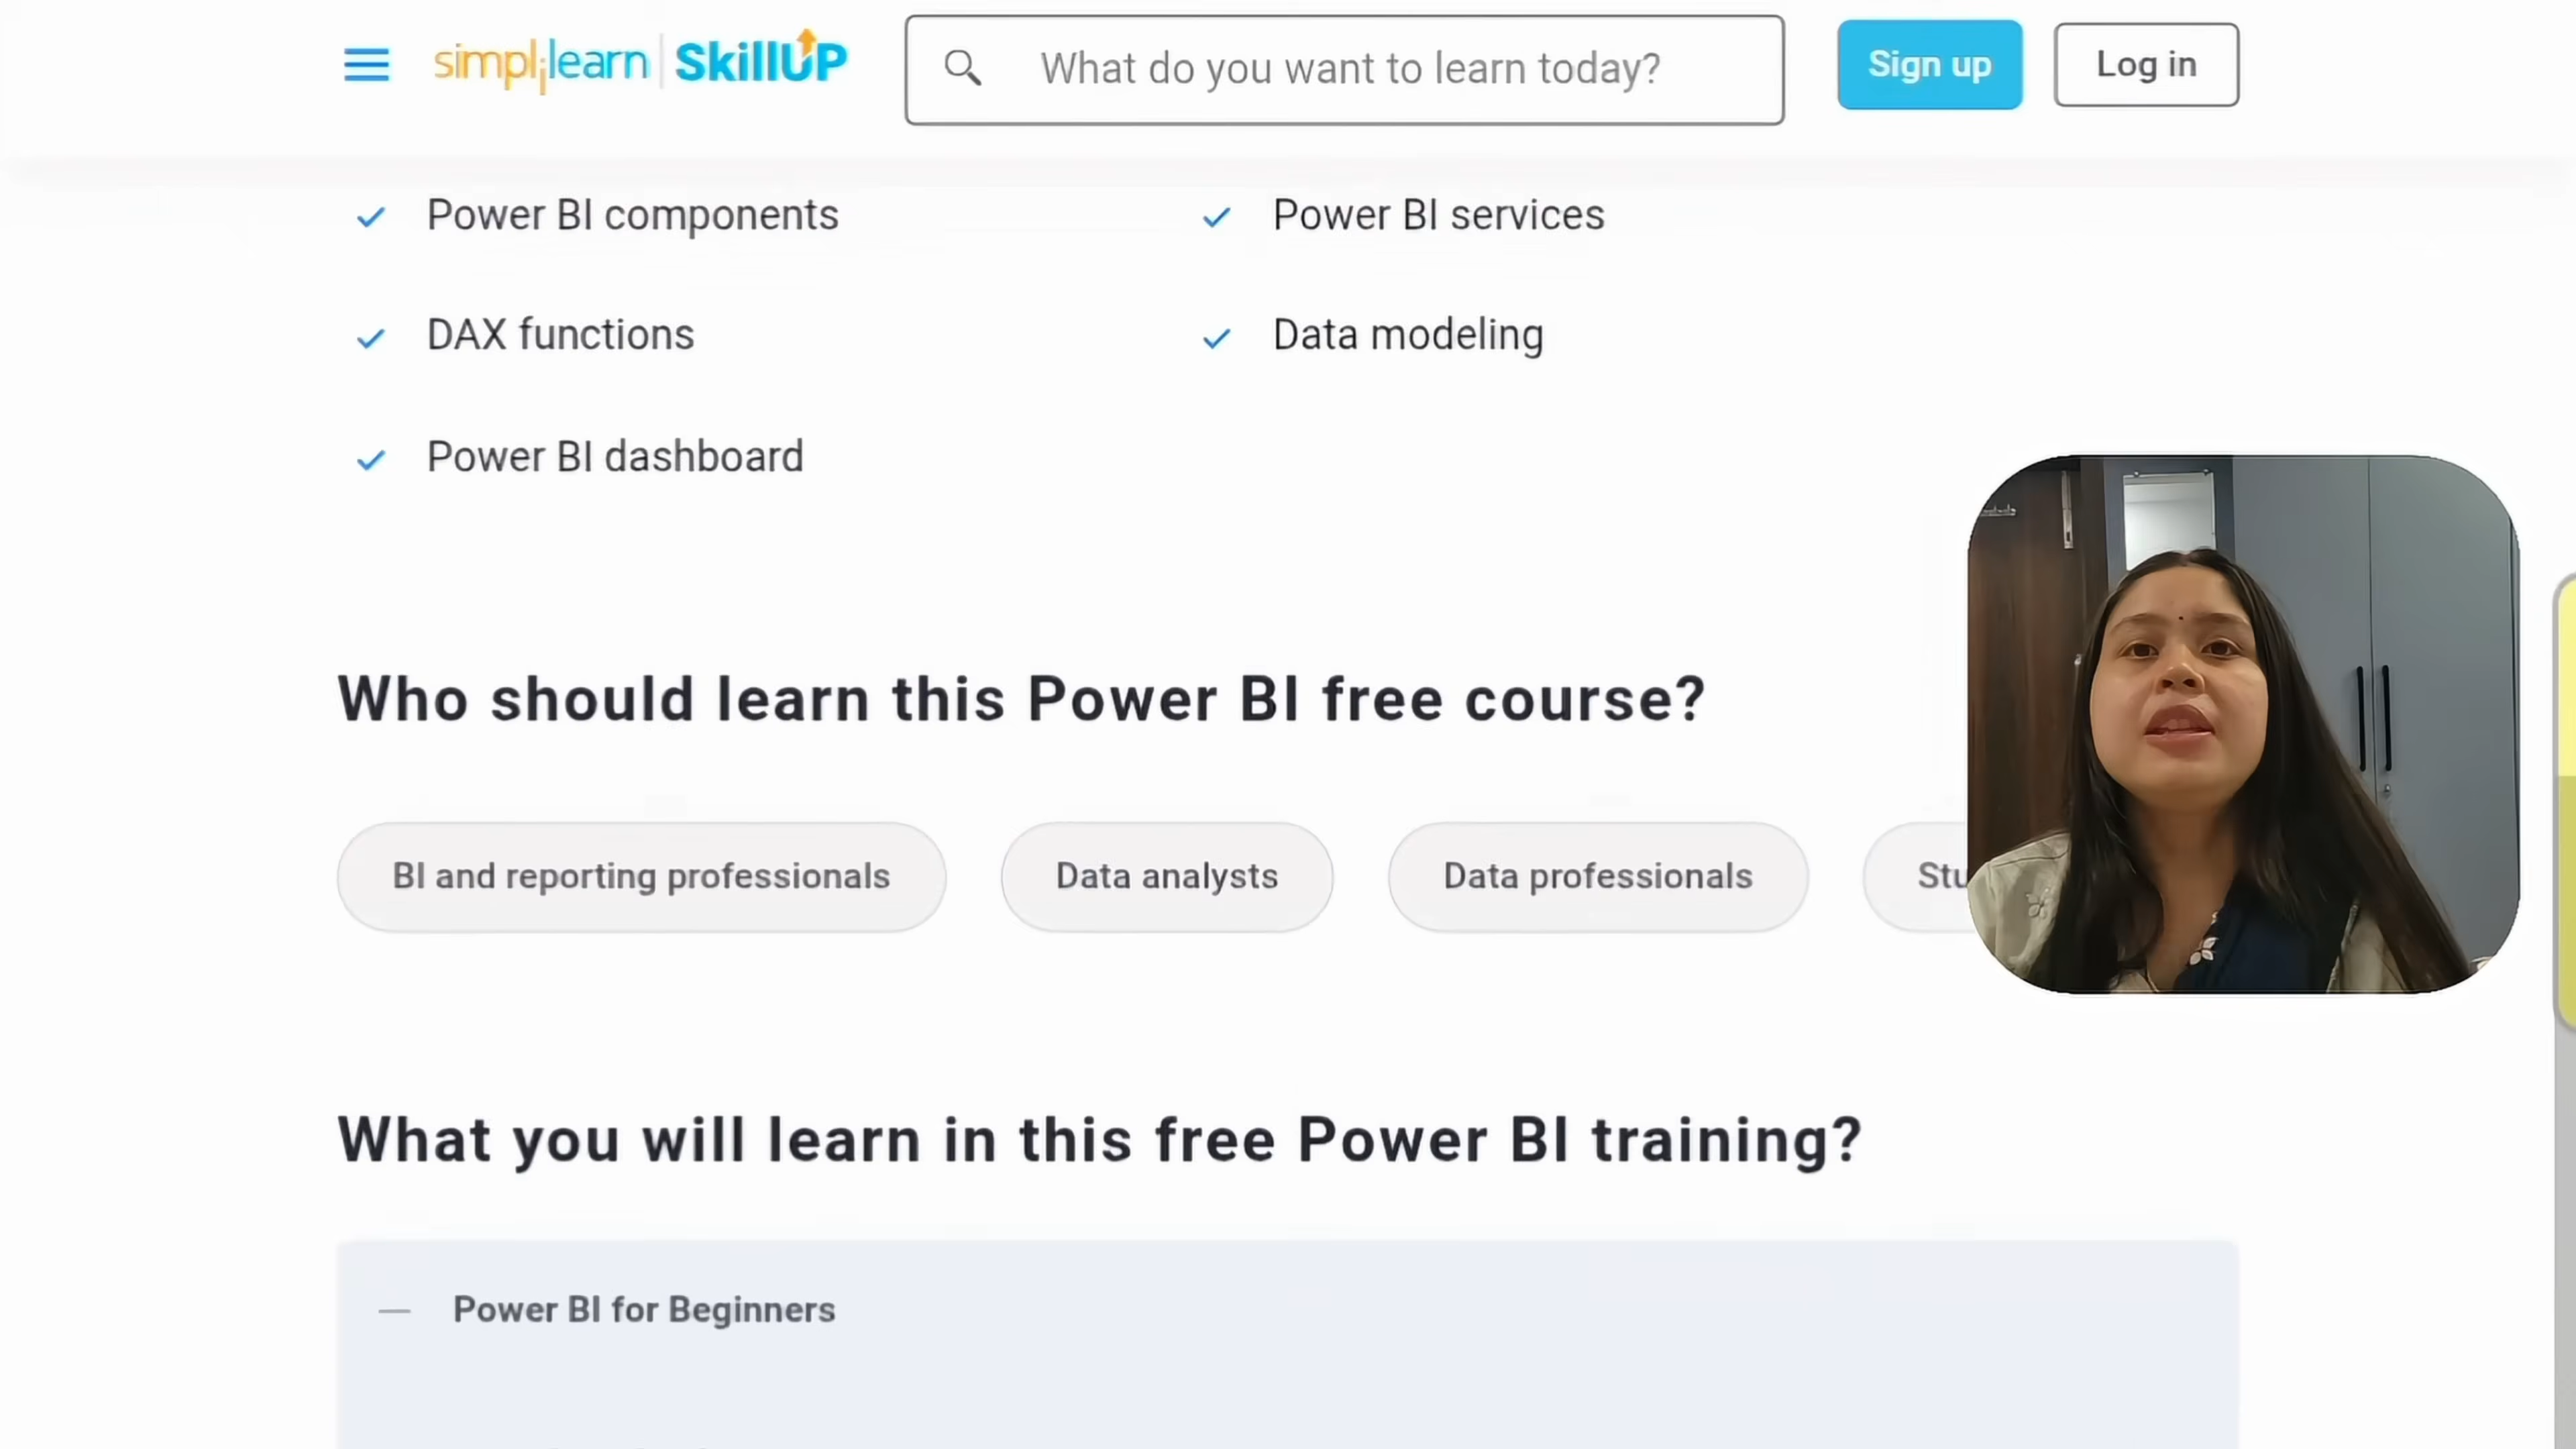 simplilearn | SkillUP
What do you want to learn today?
Sign up
Log in
Power BI components
Power BI services
DAX functions
Data modeling
Power BI dashboard
Who should learn this Power BI free course?
BI and reporting professionals
Data analysts
Data professionals
What you will learn in this free Power BI training?
Power BI for Beginners